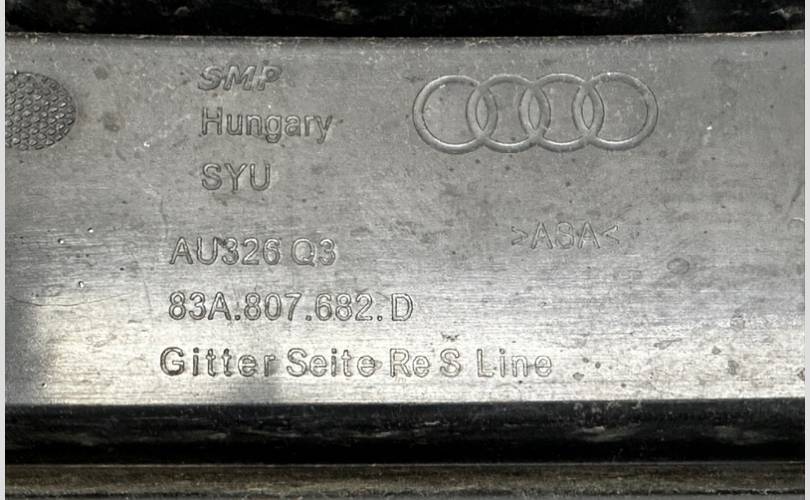 SMP
Hungary
SYU
>ASA<
AU326 Q3
83A.807.682.D
Gitter Seite Re S Line